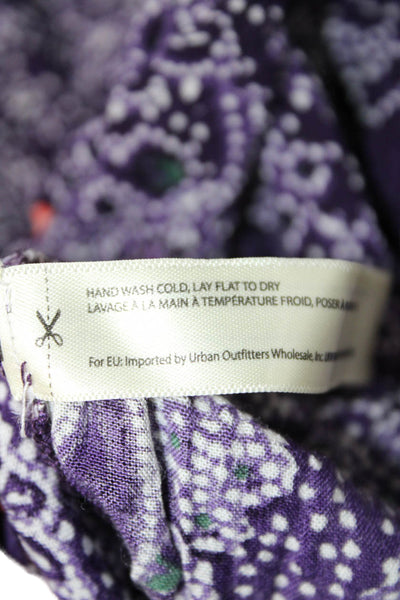 HAND WASH COLD, LAY FLAT TO DRY
LAVAGE À LA MAIN À TEMPÉRATURE FROID, POSER À
For EU: Imported by Urban Outfitters Wholesale, Inc.